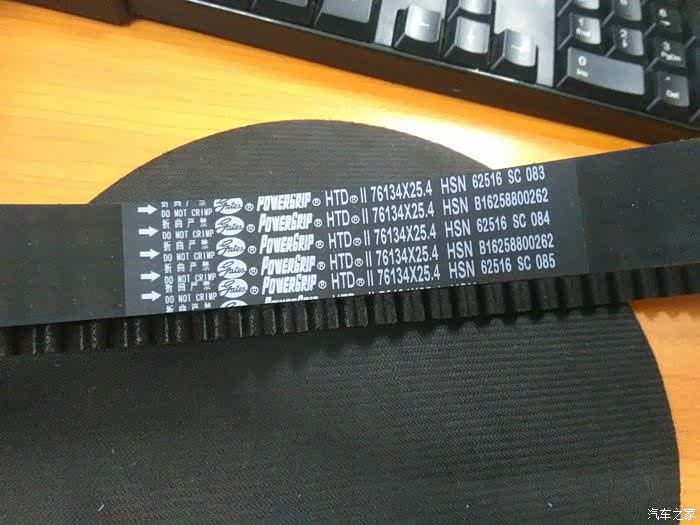 折曲严禁
DO NOT CRIMP Gates® POWERGRIP® HTD® II 76134X25.4 HSN 62516 SC 083
折曲严禁
DO NOT CRIMP Gates® POWERGRIP® HTD® II 76134X25.4 HSN B16258800262
折曲严禁
DO NOT CRIMP Gates® POWERGRIP® HTD® II 76134X25.4 HSN 62516 SC 084
折曲严禁
DO NOT CRIMP Gates® POWERGRIP® HTD® II 76134X25.4 HSN B16258800262
折曲严禁
DO NOT CRIMP Gates® POWERGRIP® HTD® II 76134X25.4 HSN 62516 SC 085
0
Ins
Del
汽车之家